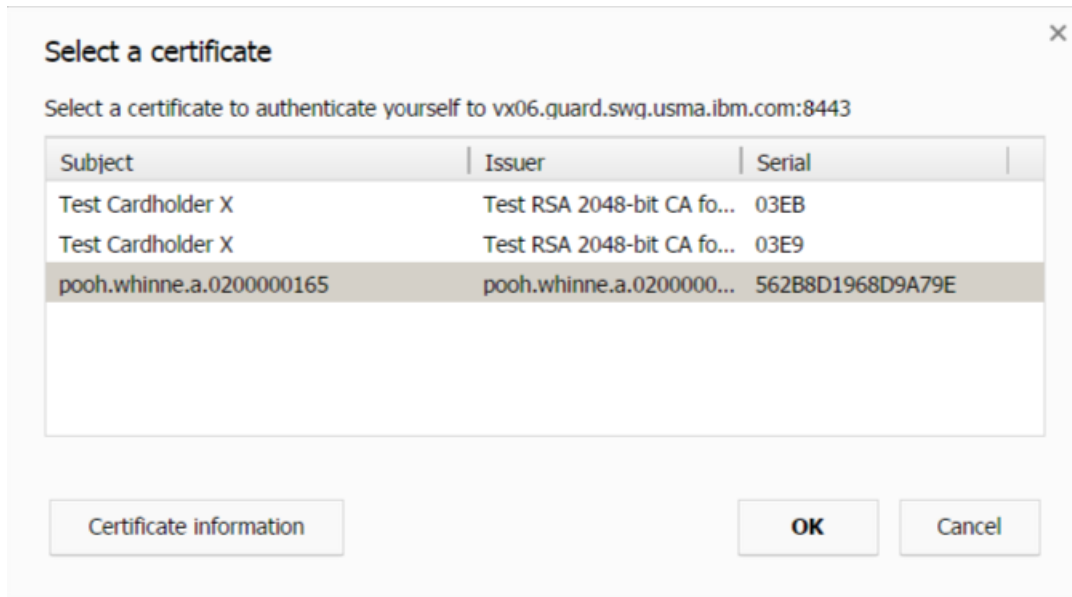 Select a certificate
Select a certificate to authenticate yourself to vx06.guard.swg.usma.ibm.com:8443
Subject Issuer Serial
Test Cardholder X Test RSA 2048-bit CA fo... 03EB
Test Cardholder X Test RSA 2048-bit CA fo... 03E9
pooh.whinne.a.0200000165 pooh.whinne.a.0200000... 562B8D1968D9A79E
Certificate information OK Cancel